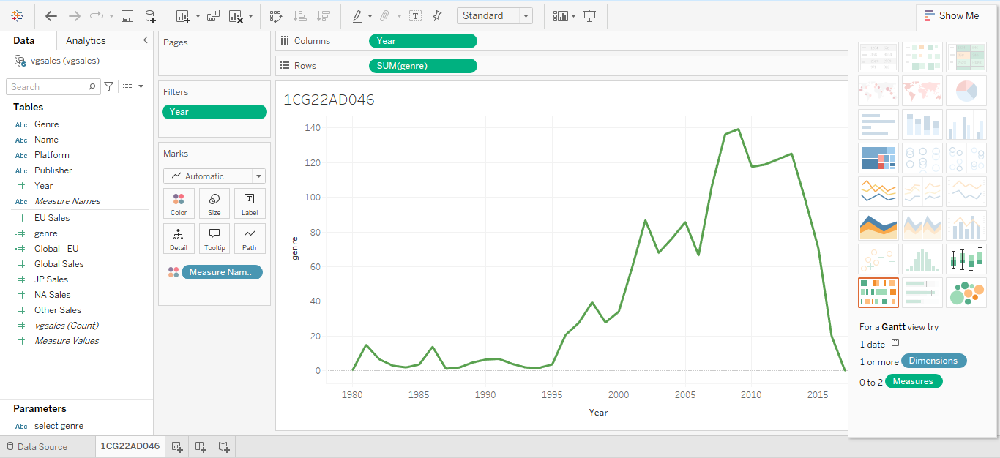 Standard
Show Me
Data
Analytics
vgsales (vgsales)
Search
Tables
Abc Genre
Abc Name
Abc Platform
Abc Publisher
# Year
Abc Measure Names
# EU Sales
=# genre
=# Global - EU
# Global Sales
# JP Sales
# NA Sales
# Other Sales
# vgsales (Count)
# Measure Values
Parameters
Abc select genre
Pages
Filters
Year
Marks
Automatic
Color
Size
Label
Detail
Tooltip
Path
Measure Nam..
Columns
Year
Rows
SUM(genre)
1CG22AD046
140
120
100
80
60
40
20
0
genre
1980
1985
1990
1995
2000
2005
2010
2015
Year
For a Gantt view try
1 date
1 or more Dimensions
0 to 2 Measures
Data Source
1CG22AD046